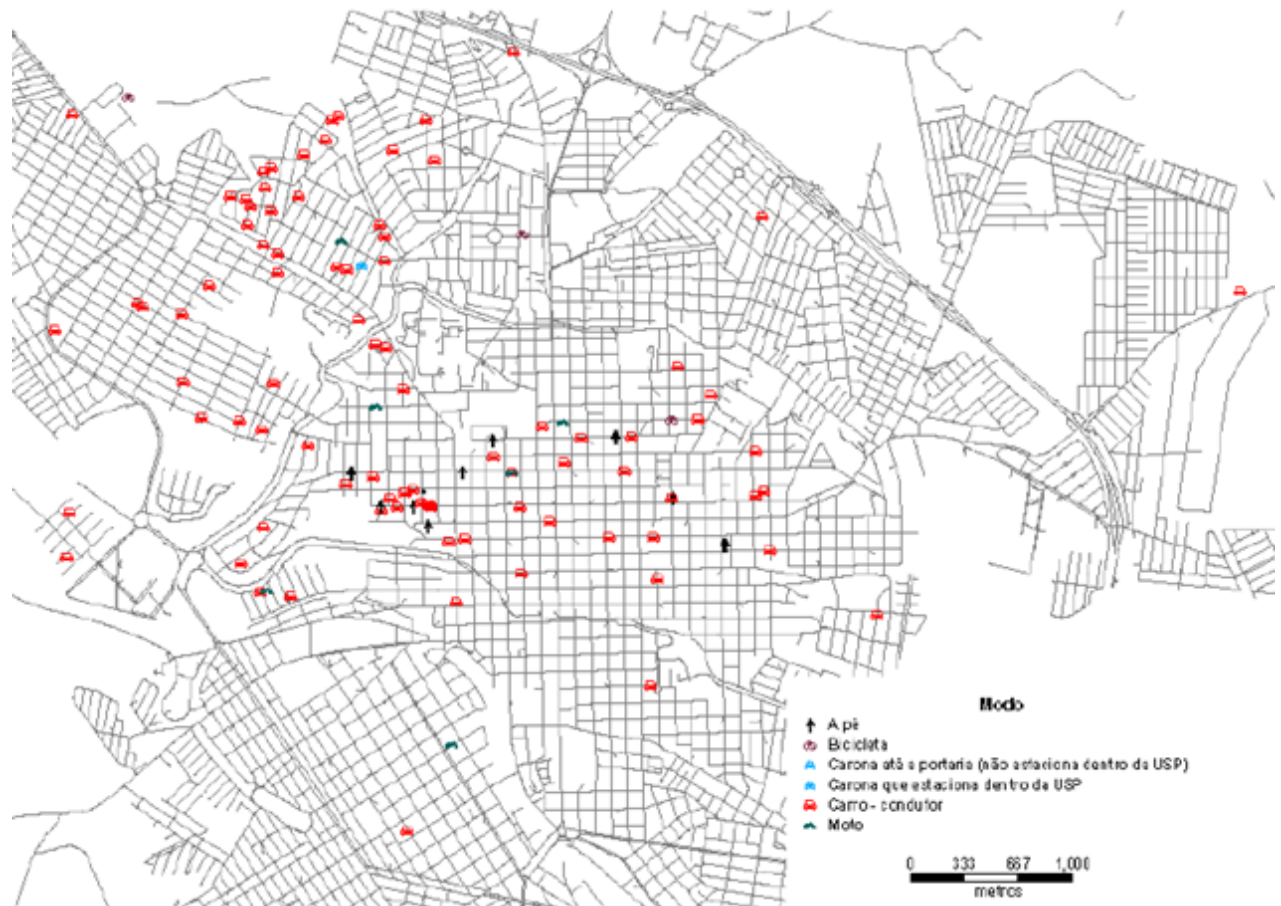 Modo
A pé
Bicicleta
Carona até a portaria (não estaciona dentro da USP)
Carona que estaciona dentro da USP
Carro - condutor
Moto
0 333 667 1,000
metros